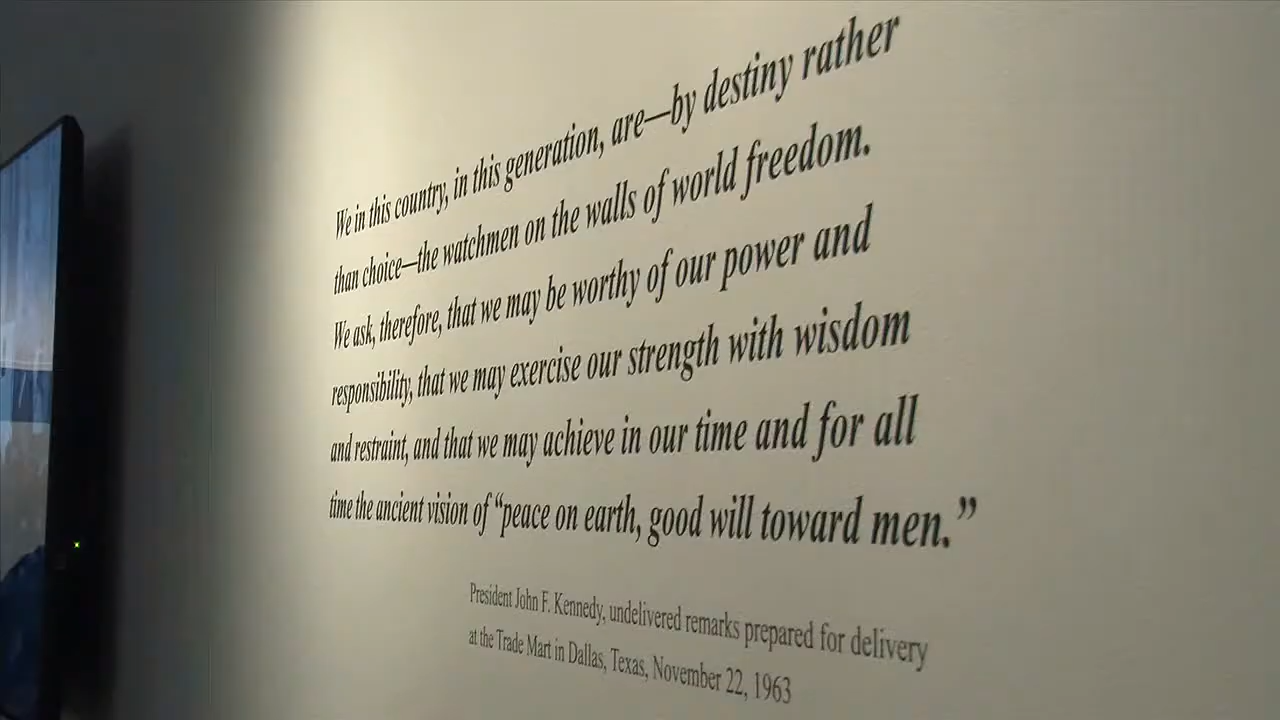 We in this country, in this generation, are—by destiny rather
than choice—the watchmen on the walls of world freedom.
We ask, therefore, that we may be worthy of our power and
responsibility, that we may exercise our strength with wisdom
and restraint, and that we may achieve in our time and for all
time the ancient vision of “peace on earth, good will toward men.”
President John F. Kennedy, undelivered remarks prepared for delivery
at the Trade Mart in Dallas, Texas, November 22, 1963